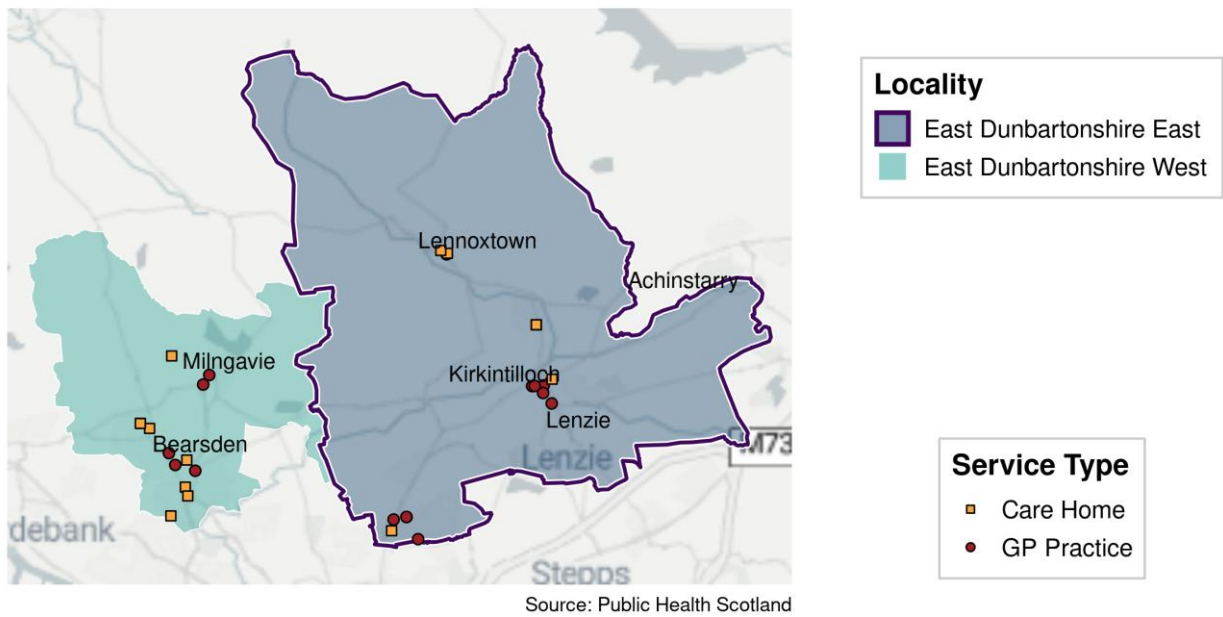 Lennoxtown
Achinstarry
Milngavie
Kirkintilloch
Lenzie
Bearsden
Lenzie
M73
debank
Stepps
Source: Public Health Scotland
Locality
East Dunbartonshire East
East Dunbartonshire West
Service Type
Care Home
GP Practice